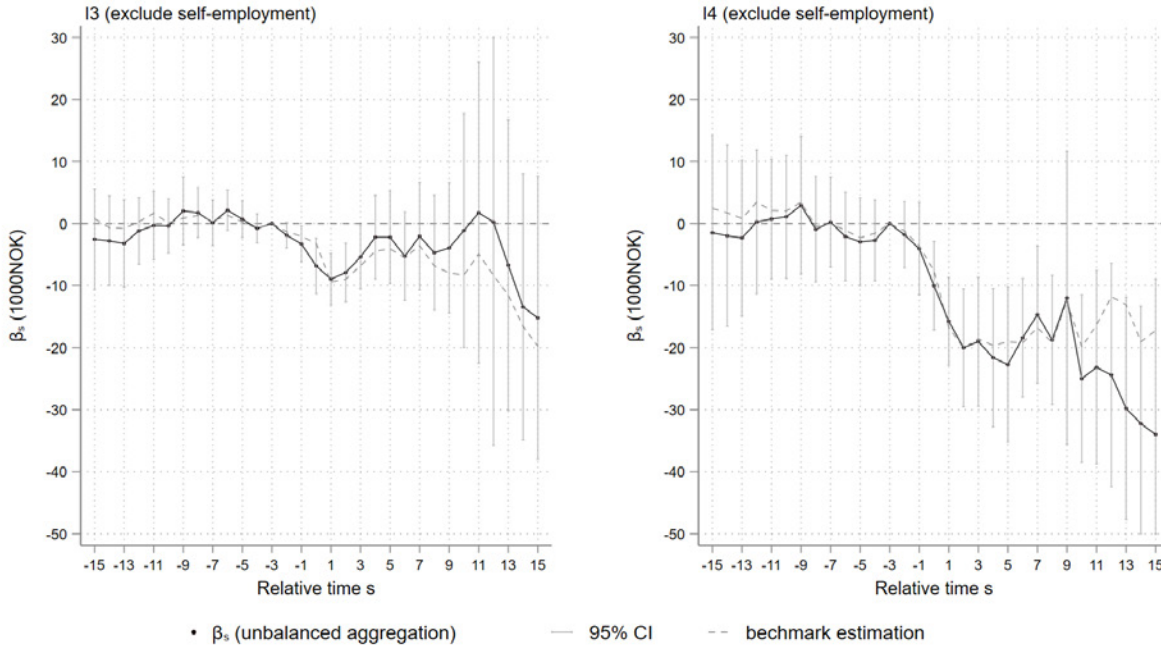 I3 (exclude self-employment)
30
20
10
0
-10
-20
-30
-40
-50
βs (1000NOK)
-15 -13 -11 -9 -7 -5 -3 -1 1 3 5 7 9 11 13 15
Relative time s
I4 (exclude self-employment)
30
20
10
0
-10
-20
-30
-40
-50
βs (1000NOK)
-15 -13 -11 -9 -7 -5 -3 -1 1 3 5 7 9 11 13 15
Relative time s
βs (unbalanced aggregation) 95% CI bechmark estimation